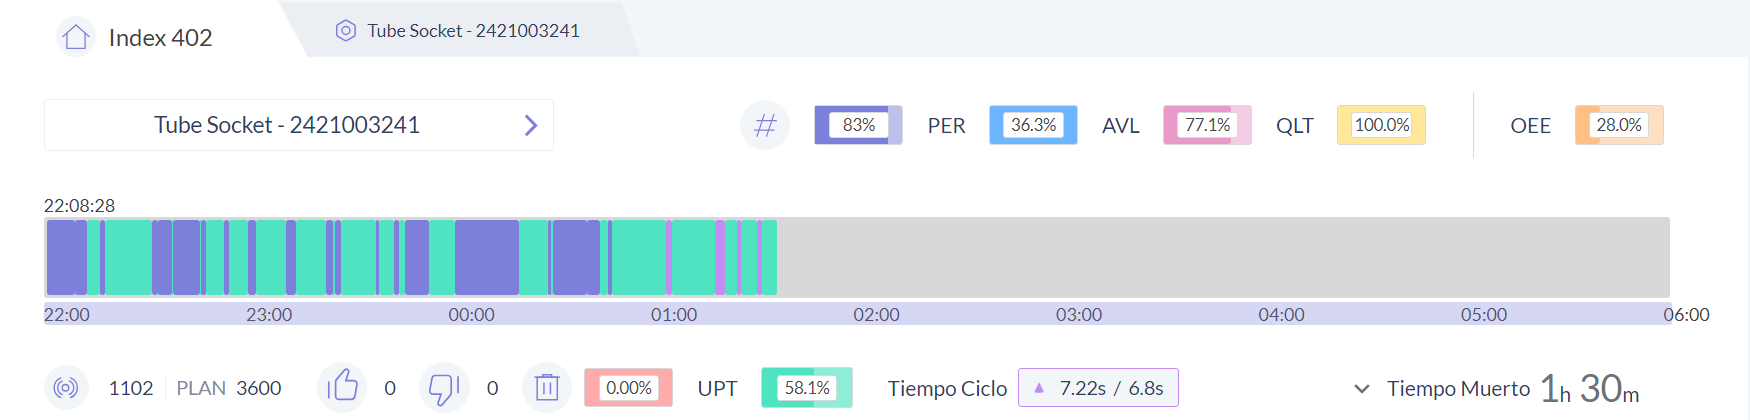 Index 402
Tube Socket - 2421003241
Tube Socket - 2421003241
# 83% PER 36.3% AVL 77.1% QLT 100.0% OEE 28.0%
22:08:28
22:00 23:00 00:00 01:00 02:00 03:00 04:00 05:00 06:00
1102 PLAN 3600 0 0 0.00% UPT 58.1% Tiempo Ciclo ▲ 7.22s / 6.8s Tiempo Muerto 1h 30m